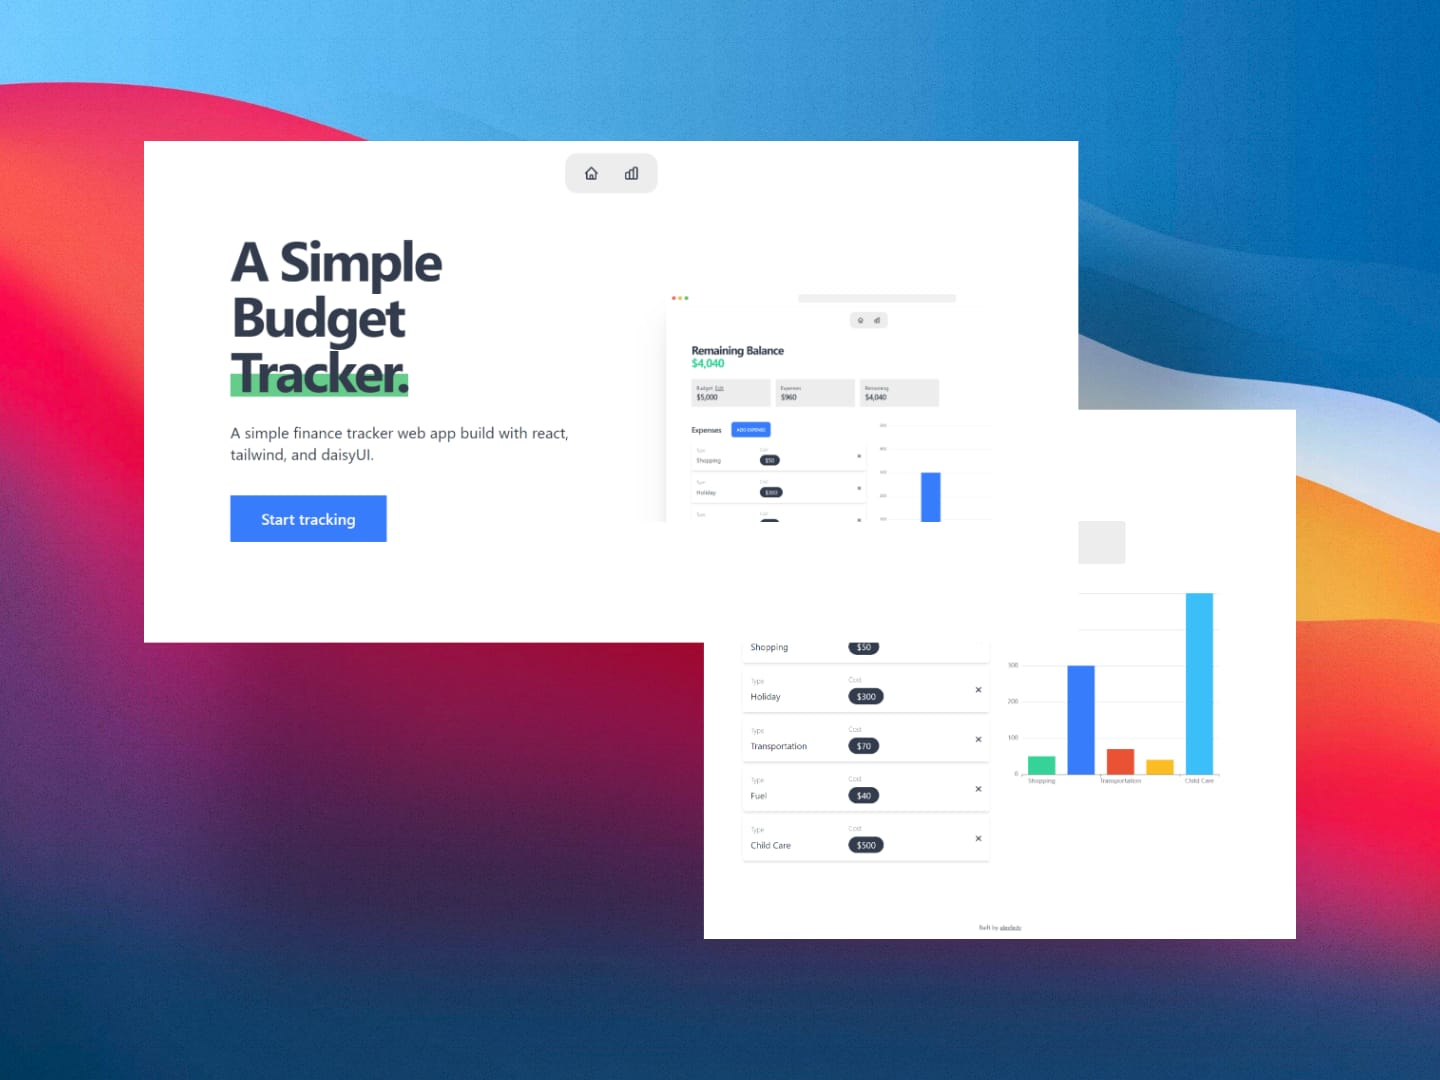 A Simple
Budget
Tracker.
A simple finance tracker web app build with react,
tailwind, and daisyUI.
Start tracking
Remaining Balance
$4,040
Budget Edit
$5,000
Expenses
$960
Remaining
$4,040
Expenses
ADD EXPENSE
Type
Cost
Shopping
$50
Type
Cost
Holiday
$300
Type
Cost
Shopping
$50
Type
Cost
Holiday
$300
Type
Cost
Transportation
$70
Type
Cost
Fuel
$40
Type
Cost
Child Care
$500
300
200
100
0
Shopping
Transportation
Child Care
Built by